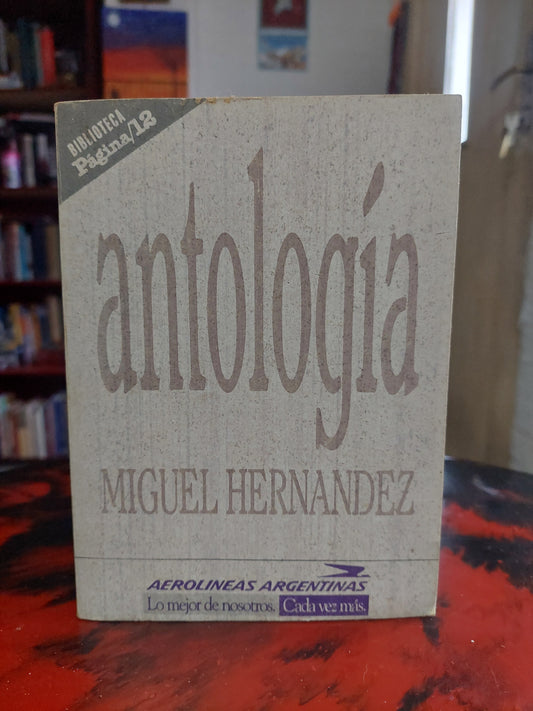 BIBLIOTECA
Página/12
antología
MIGUEL HERNANDEZ
AEROLINEAS ARGENTINAS
Lo mejor de nosotros. Cada vez más.